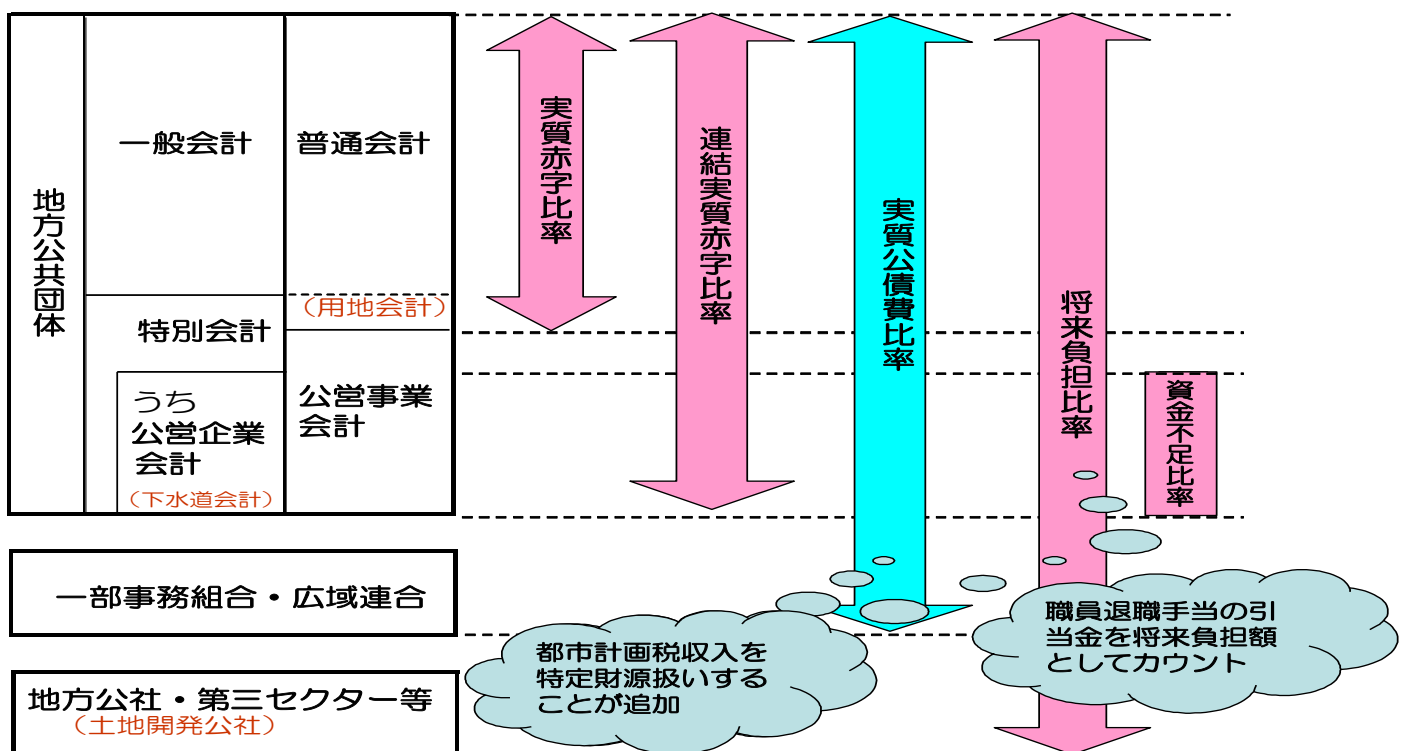 地方公共団体
一般会計
普通会計
(用地会計)
特別会計
うち
公営企業
会計
(下水道会計)
公営事業
会計
実質赤字比率
連結実質赤字比率
実質公債費比率
将来負担比率
資金不足比率
一部事務組合・広域連合
都市計画税収入を
特定財源扱いする
ことが追加
職員退職手当の引
当金を将来負担額
としてカウント
地方公社・第三セクター等
(土地開発公社)